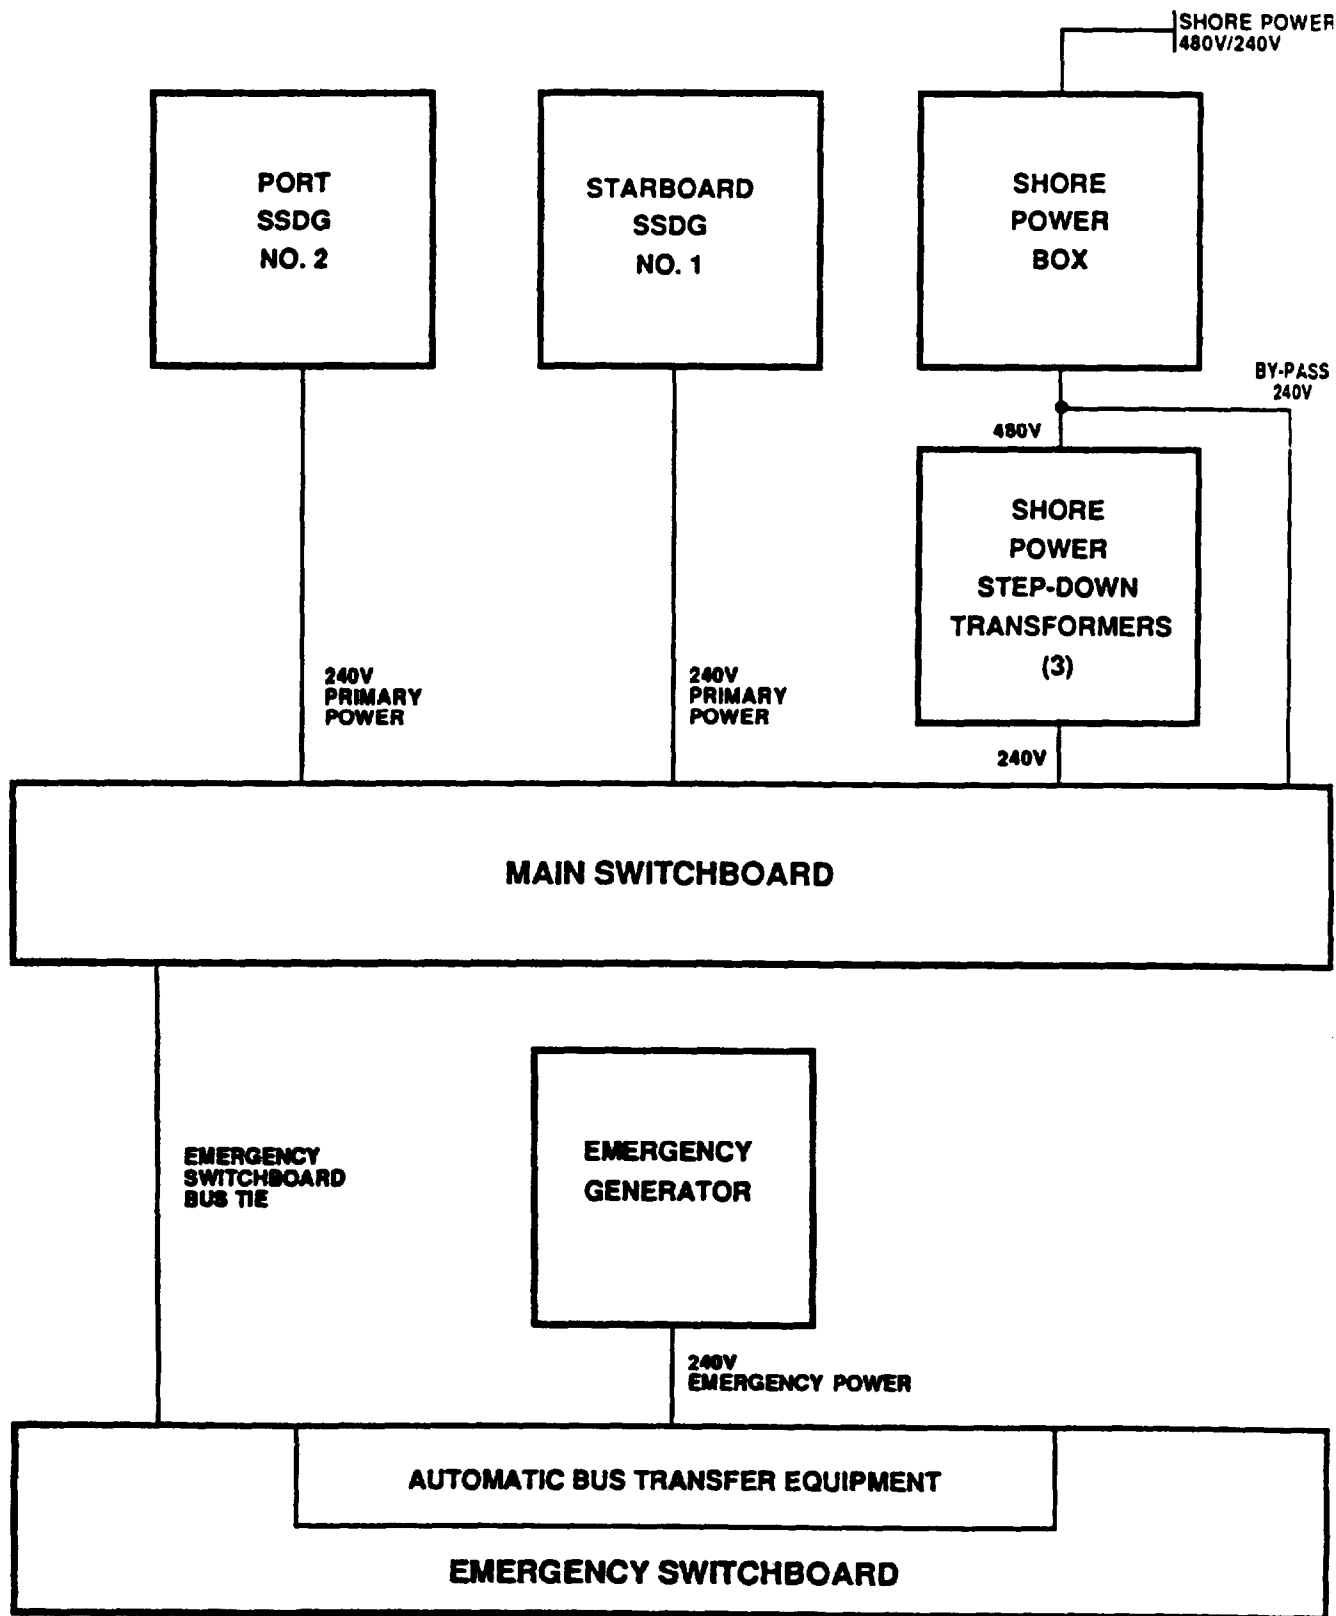 SHORE POWER
480V/240V
PORT
SSDG
NO. 2
STARBOARD
SSDG
NO. 1
SHORE
POWER
BOX
BY-PASS
240V
480V
SHORE
POWER
STEP-DOWN
TRANSFORMERS
(3)
240V
PRIMARY
POWER
240V
PRIMARY
POWER
240V
MAIN SWITCHBOARD
EMERGENCY
SWITCHBOARD
BUS TIE
EMERGENCY
GENERATOR
240V
EMERGENCY POWER
AUTOMATIC BUS TRANSFER EQUIPMENT
EMERGENCY SWITCHBOARD